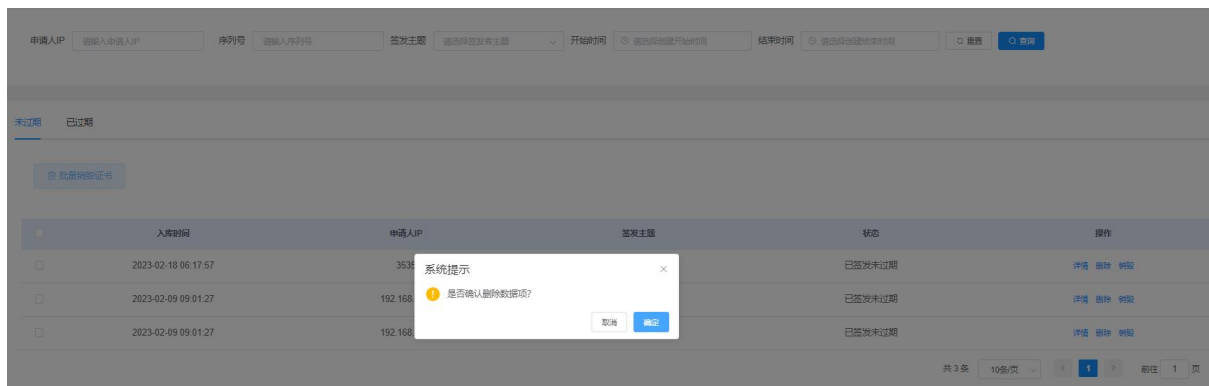 申请人IP 请输入申请人IP 序列号 请输入序列号 签发主题 请选择签发者主题 开始时间 请选择创建开始时间 结束时间 请选择创建结束时间 重置 查询
未过期 已过期
批量销毁证书
入库时间 申请人IP 签发主题 状态 操作
2023-02-18 06:17:57 3535 已签发未过期 详情 删除 销毁
系统提示
是否确认删除数据项?
2023-02-09 09:01:27 192.168. 已签发未过期 详情 删除 销毁
取消 确定
2023-02-09 09:01:27 192.168. 已签发未过期 详情 删除 销毁
共 3 条 10条/页 1 前往 1 页